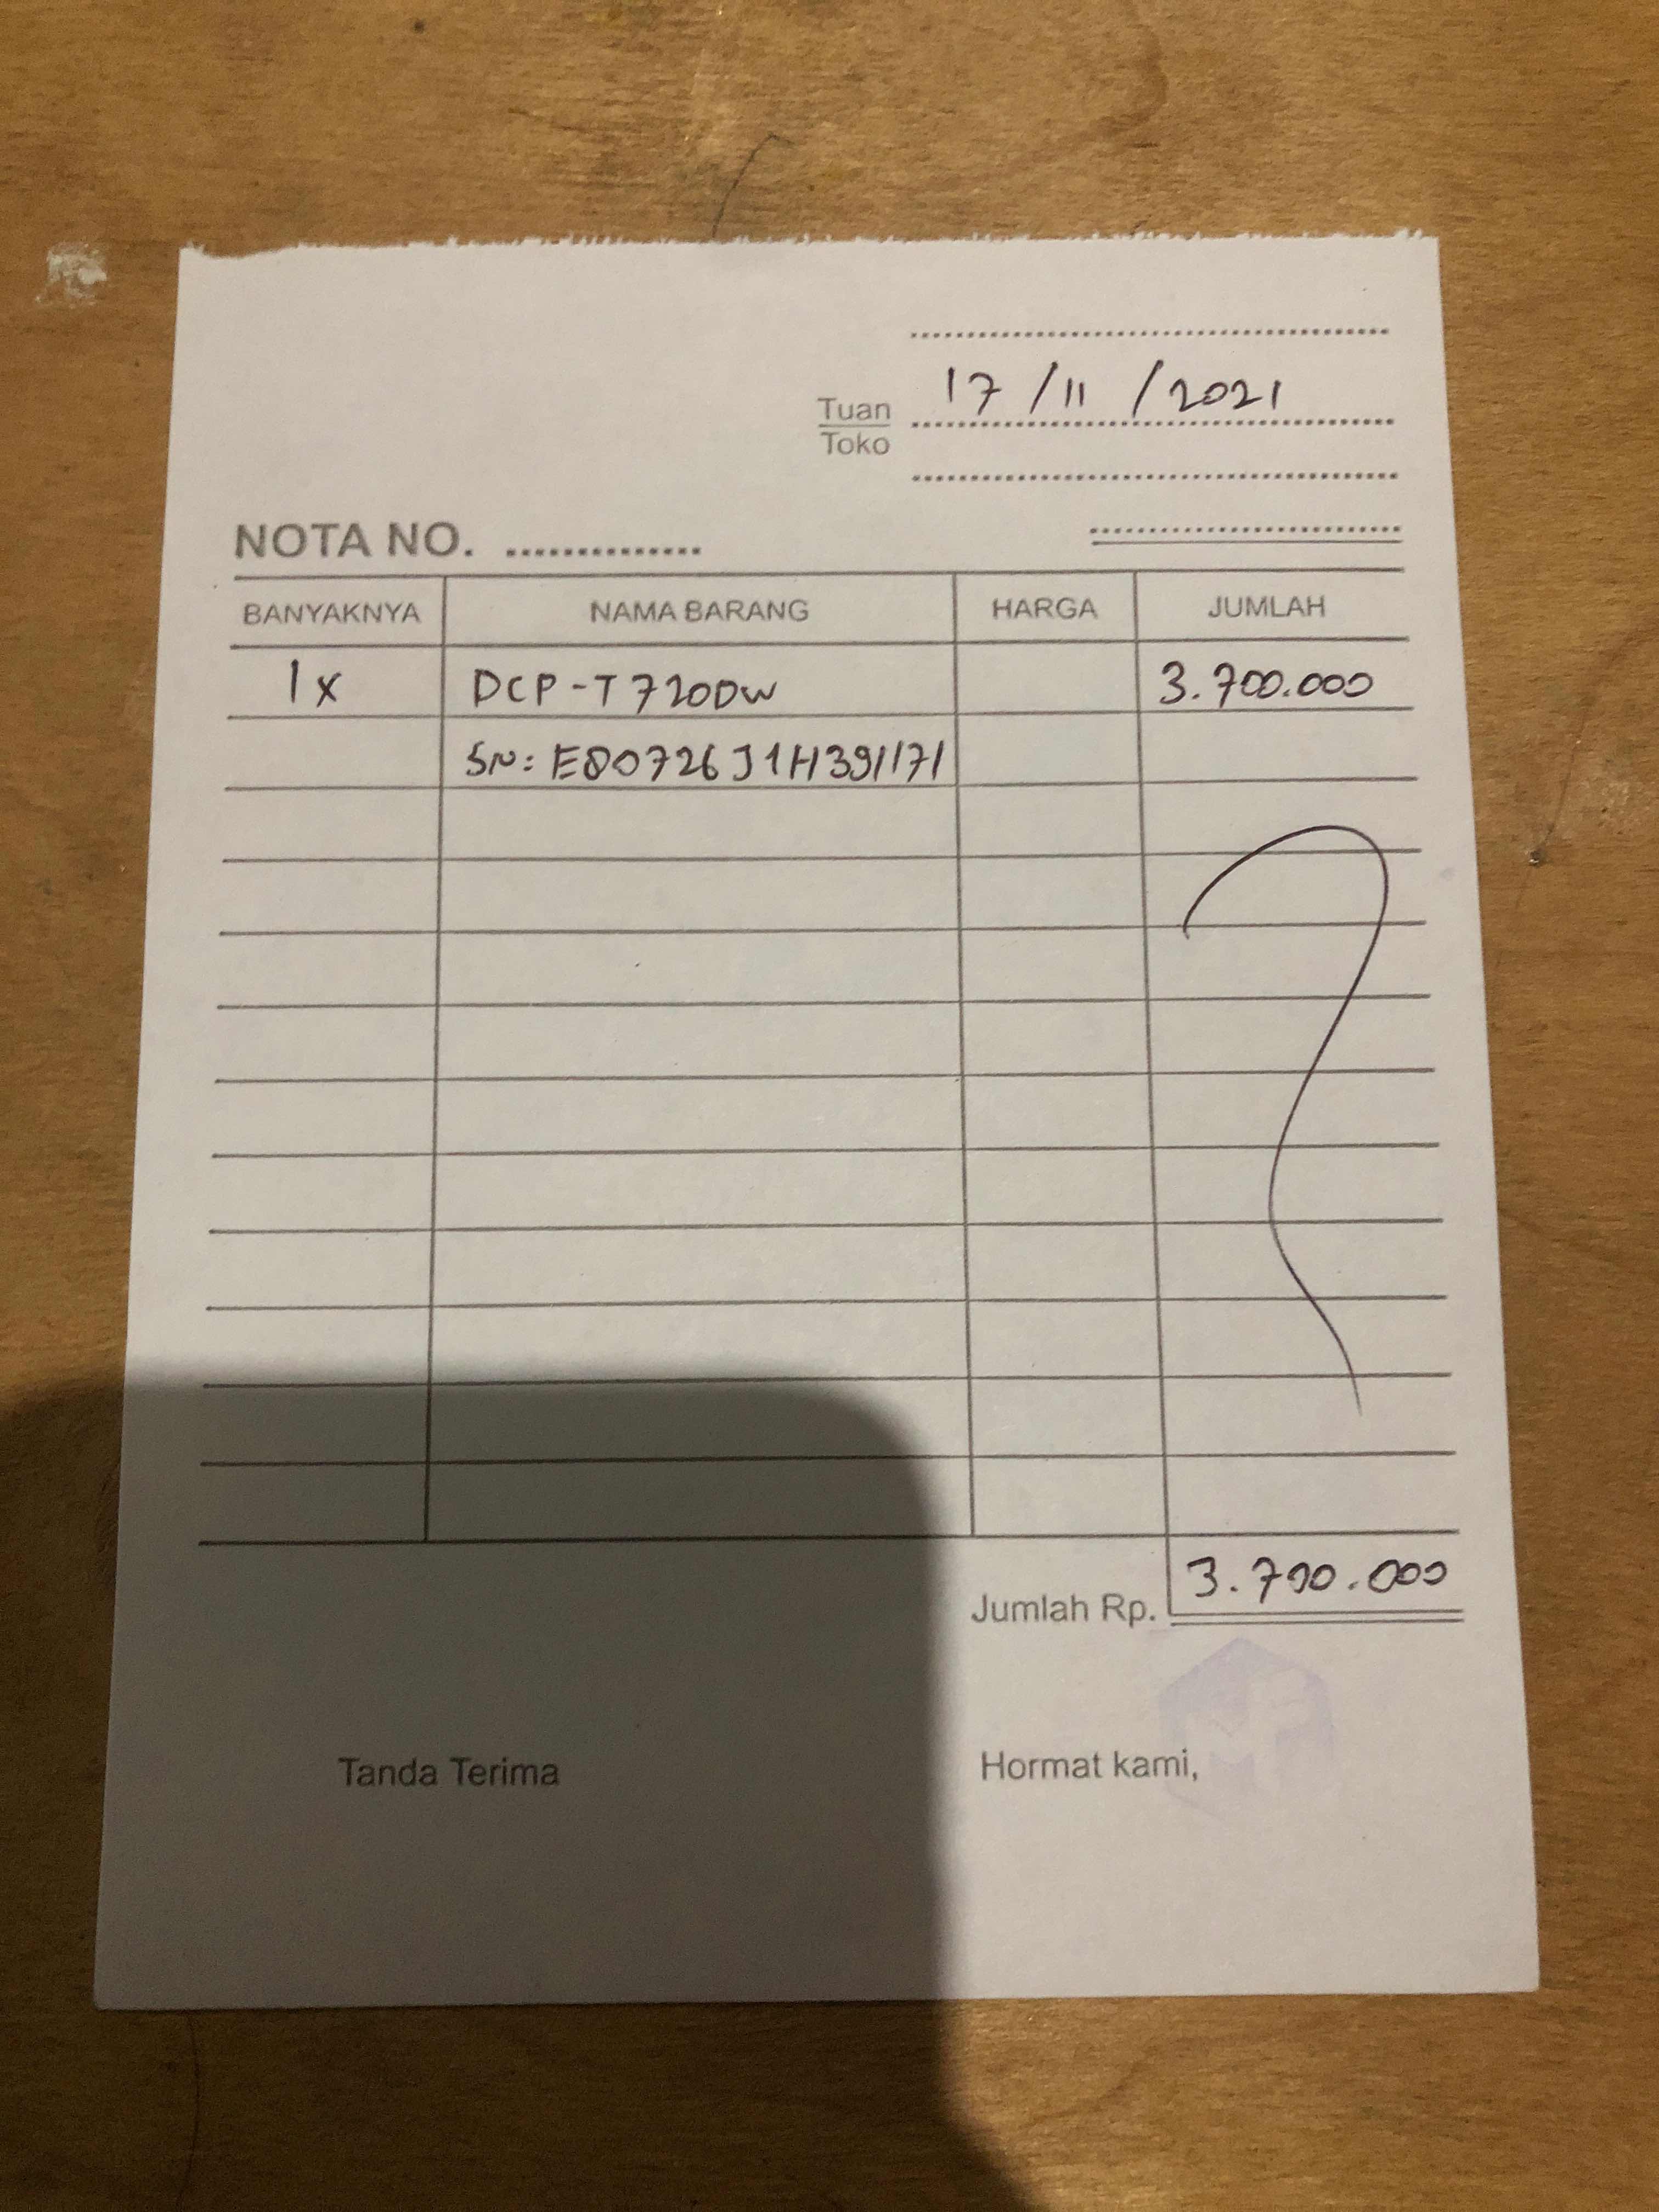 17 / 11 / 2021
Tuan
Toko
NOTA NO. ..............
BANYAKNYA NAMA BARANG HARGA JUMLAH
1x DCP-T720DW 3.700.000
SN: E80726J1H391171
Jumlah Rp. 3.700.000
Tanda Terima Hormat kami,